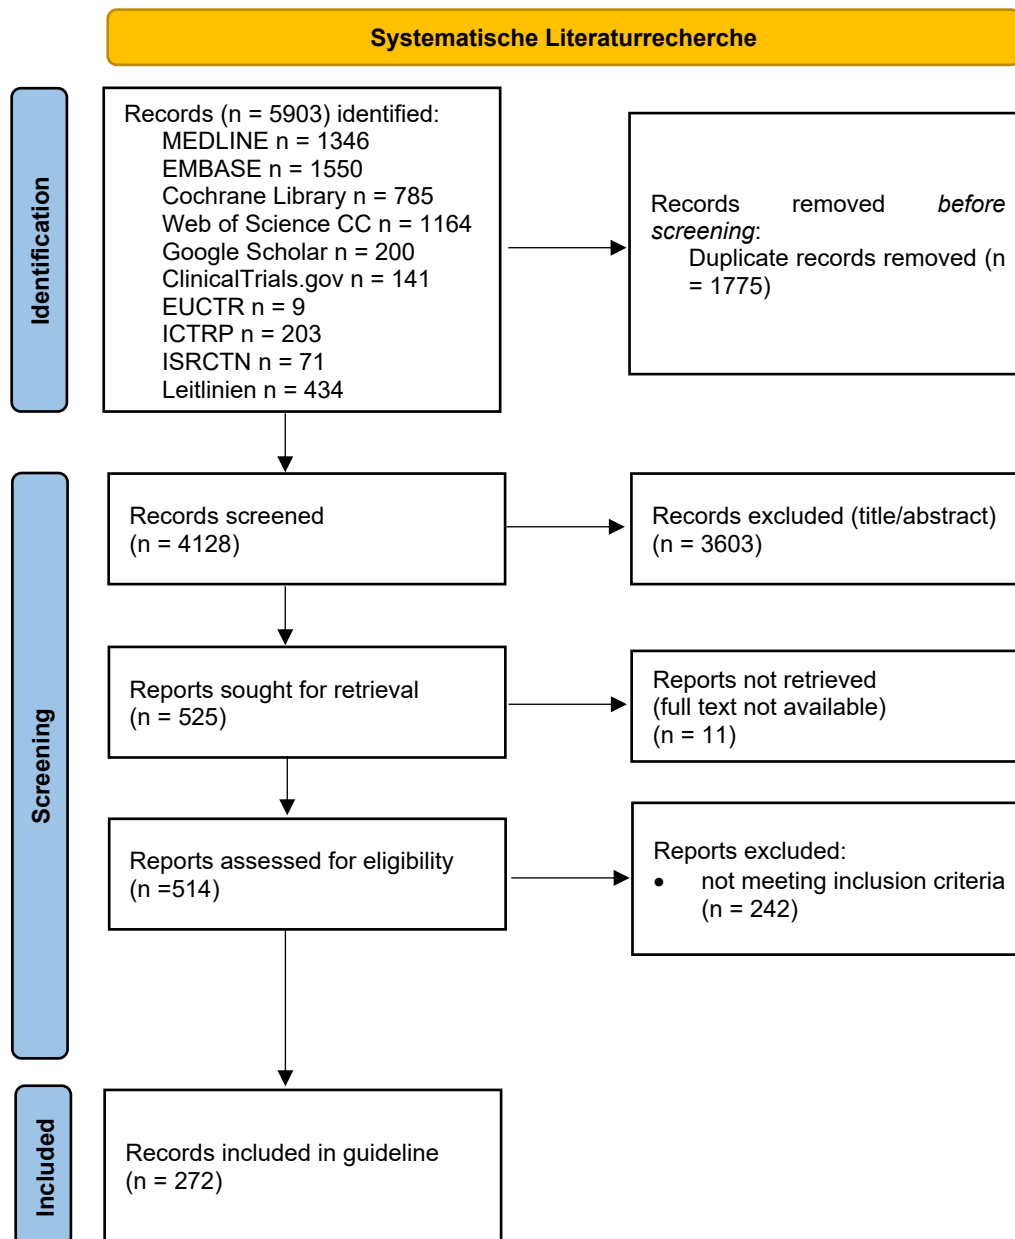 Systematische Literaturrecherche
Identification
Records (n = 5903) identified:
MEDLINE n = 1346
EMBASE n = 1550
Cochrane Library n = 785
Web of Science CC n = 1164
Google Scholar n = 200
ClinicalTrials.gov n = 141
EUCTR n = 9
ICTRP n = 203
ISRCTN n = 71
Leitlinien n = 434
Records removed before
screening:
Duplicate records removed (n
= 1775)
Screening
Records screened
(n = 4128)
Records excluded (title/abstract)
(n = 3603)
Reports sought for retrieval
(n = 525)
Reports not retrieved
(full text not available)
(n = 11)
Reports assessed for eligibility
(n =514)
Reports excluded:
• not meeting inclusion criteria
(n = 242)
Included
Records included in guideline
(n = 272)